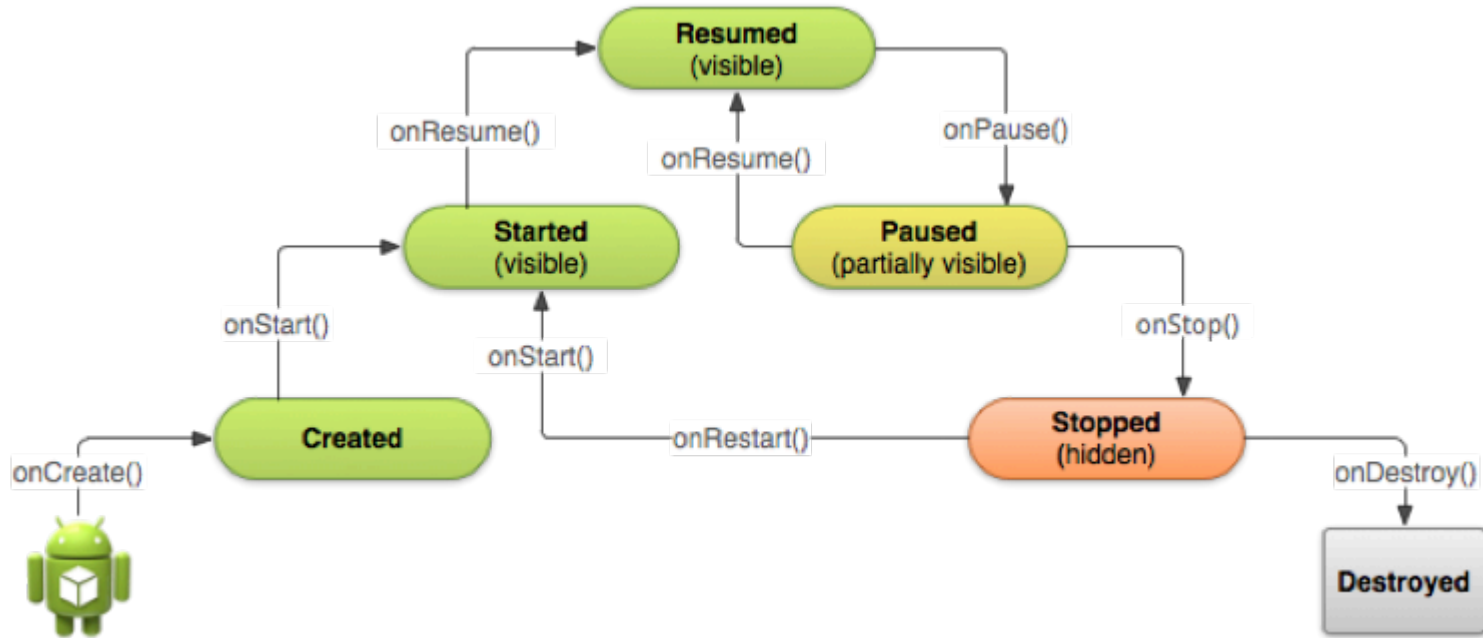 Resumed
(visible)
onResume()
onPause()
onResume()
Started
(visible)
Paused
(partially visible)
onStart()
onStart()
onStop()
Created
onRestart()
Stopped
(hidden)
onCreate()
onDestroy()
Destroyed